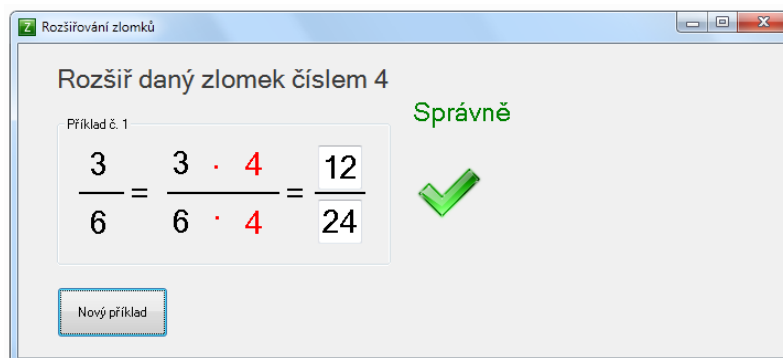 Z Rozšiřování zlomků
Rozšiř daný zlomek číslem 4
Správně
Příklad č. 1
3 3 · 4 12
= =
6 6 · 4 24
Nový příklad